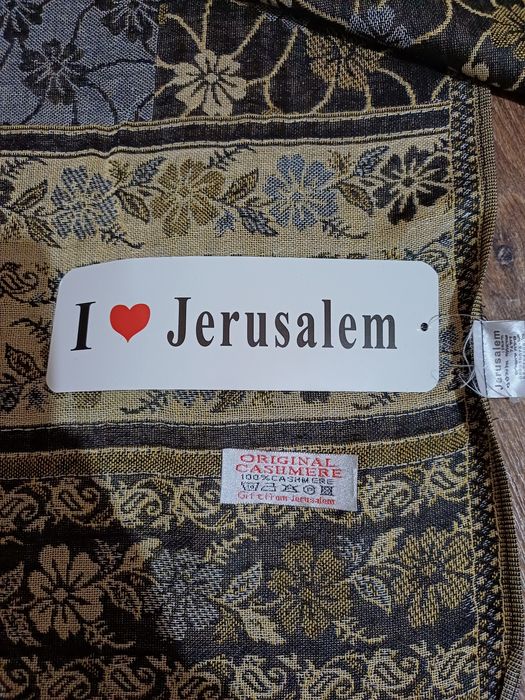 I ❤ Jerusalem
ORIGINAL
CASHMERE
100%CASHMERE
Gift from Jerusalem
Jerusalem